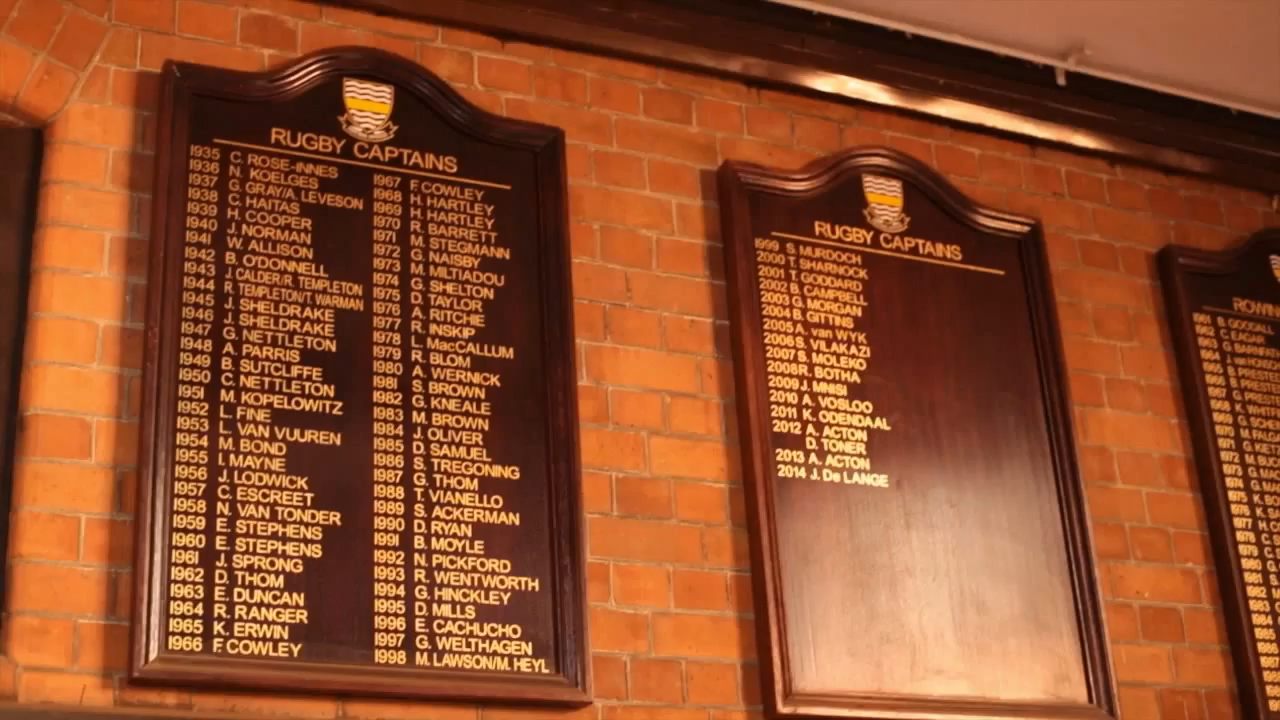 RUGBY CAPTAINS
1935 C. ROSE-INNES
1936 N. KOELGES
1937 G. GRAY/A. LEVESON
1938 C. HAITAS
1939 H. COOPER
1940 J. NORMAN
1941 W. ALLISON
1942 B. O'DONNELL
1943 J. CALDER/R. TEMPLETON
1944 R. TEMPLETON/T. WARMAN
1945 J. SHELDRAKE
1946 J. SHELDRAKE
1947 G. NETTLETON
1948 A. PARRIS
1949 B. SUTCLIFFE
1950 C. NETTLETON
1951 M. KOPELOWITZ
1952 L. FINE
1953 L. VAN VUUREN
1954 M. BOND
1955 I. MAYNE
1956 J. LODWICK
1957 C. ESCREET
1958 N. VAN TONDER
1959 E. STEPHENS
1960 E. STEPHENS
1961 J. SPRONG
1962 D. THOM
1963 E. DUNCAN
1964 R. RANGER
1965 K. ERWIN
1966 F. COWLEY
1967 F. COWLEY
1968 H. HARTLEY
1969 H. HARTLEY
1970 R. BARRETT
1971 M. STEGMANN
1972 G. NAISBY
1973 M. MILTIADOU
1974 G. SHELTON
1975 D. TAYLOR
1976 A. RITCHIE
1977 R. INSKIP
1978 L. MacCALLUM
1979 R. BLOM
1980 A. WERNICK
1981 S. BROWN
1982 G. KNEALE
1983 M. BROWN
1984 J. OLIVER
1985 D. SAMUEL
1986 S. TREGONING
1987 G. THOM
1988 T. VIANELLO
1989 S. ACKERMAN
1990 D. RYAN
1991 B. MOYLE
1992 N. PICKFORD
1993 R. WENTWORTH
1994 G. HINCKLEY
1995 D. MILLS
1996 E. CACHUCHO
1997 G. WELTHAGEN
1998 M. LAWSON/M. HEYL
RUGBY CAPTAINS
1999 S. MURDOCH
2000 T. SHARNOCK
2001 T. GODDARD
2002 B. CAMPBELL
2003 G. MORGAN
2004 B. GITTINS
2005 A. van WYK
2006 S. VILAKAZI
2007 S. MOLEKO
2008 R. BOTHA
2009 J. MNISI
2010 A. VOSLOO
2011 K. ODENDAAL
2012 A. ACTON
D. TONER
2013 A. ACTON
2014 J. De LANGE
B. GOODALL
E. EAGAR